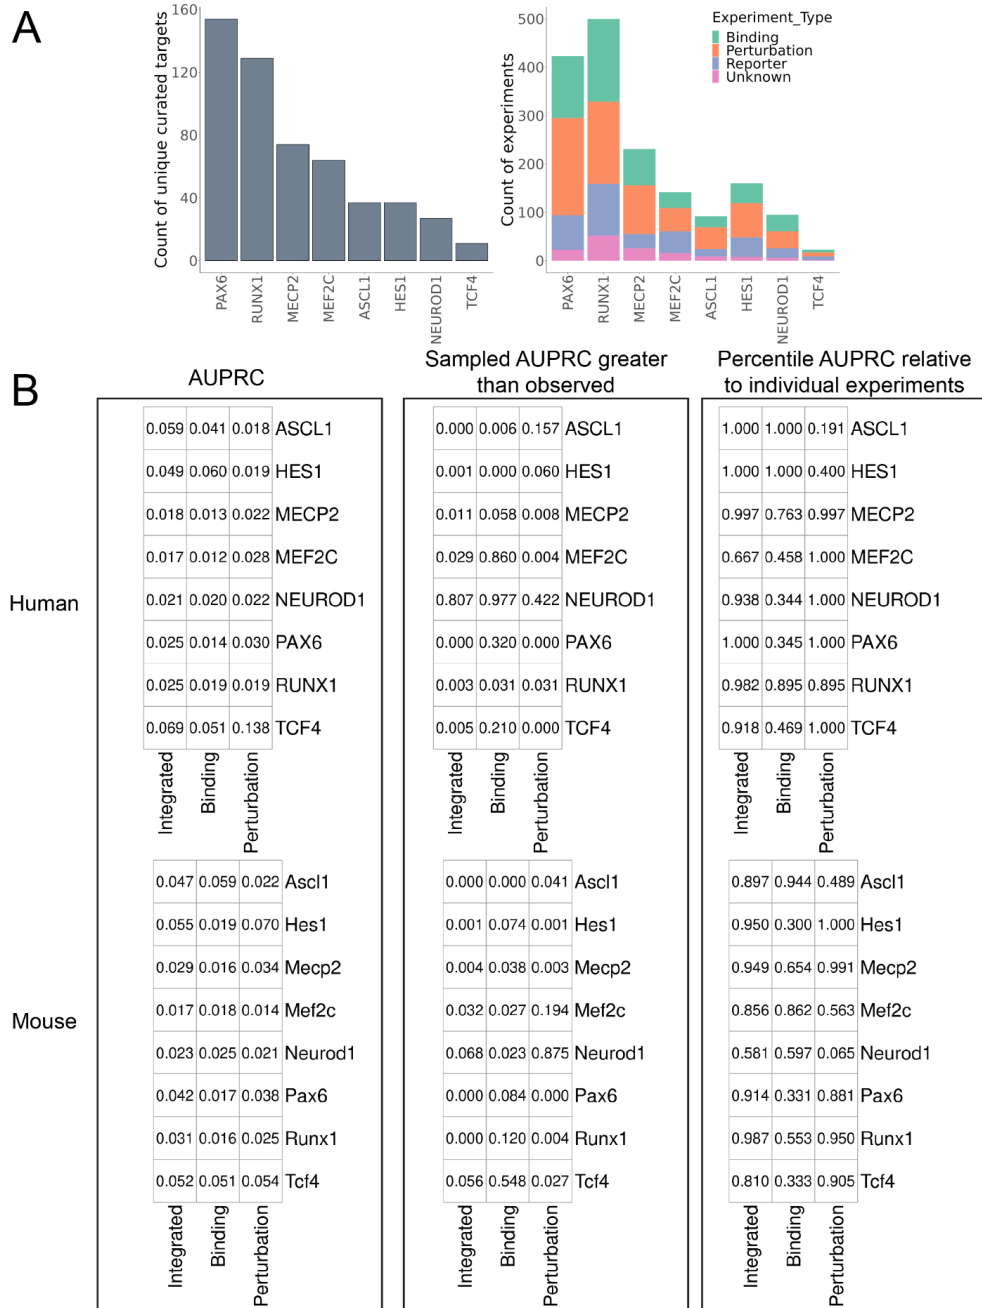 A
Count of unique curated targets
160
120
80
40
0
PAX6
RUNX1
MECP2
MEF2C
ASCL1
HES1
NEUROD1
TCF4
Count of experiments
500
400
300
200
100
0
PAX6
RUNX1
MECP2
MEF2C
ASCL1
HES1
NEUROD1
TCF4
Experiment_Type
Binding
Perturbation
Reporter
Unknown
B
AUPRC
Sampled AUPRC greater
than observed
Percentile AUPRC relative
to individual experiments
Human
0.059 0.041 0.018 ASCL1
0.049 0.060 0.019 HES1
0.018 0.013 0.022 MECP2
0.017 0.012 0.028 MEF2C
0.021 0.020 0.022 NEUROD1
0.025 0.014 0.030 PAX6
0.025 0.019 0.019 RUNX1
0.069 0.051 0.138 TCF4
Integrated
Binding
Perturbation
0.000 0.006 0.157 ASCL1
0.001 0.000 0.060 HES1
0.011 0.058 0.008 MECP2
0.029 0.860 0.004 MEF2C
0.807 0.977 0.422 NEUROD1
0.000 0.320 0.000 PAX6
0.003 0.031 0.031 RUNX1
0.005 0.210 0.000 TCF4
Integrated
Binding
Perturbation
1.000 1.000 0.191 ASCL1
1.000 1.000 0.400 HES1
0.997 0.763 0.997 MECP2
0.667 0.458 1.000 MEF2C
0.938 0.344 1.000 NEUROD1
1.000 0.345 1.000 PAX6
0.982 0.895 0.895 RUNX1
0.918 0.469 1.000 TCF4
Integrated
Binding
Perturbation
Mouse
0.047 0.059 0.022 Ascl1
0.055 0.019 0.070 Hes1
0.029 0.016 0.034 Mecp2
0.017 0.018 0.014 Mef2c
0.023 0.025 0.021 Neurod1
0.042 0.017 0.038 Pax6
0.031 0.016 0.025 Runx1
0.052 0.051 0.054 Tcf4
Integrated
Binding
Perturbation
0.000 0.000 0.041 Ascl1
0.001 0.074 0.001 Hes1
0.004 0.038 0.003 Mecp2
0.032 0.027 0.194 Mef2c
0.068 0.023 0.875 Neurod1
0.000 0.084 0.000 Pax6
0.000 0.120 0.004 Runx1
0.056 0.548 0.027 Tcf4
Integrated
Binding
Perturbation
0.897 0.944 0.489 Ascl1
0.950 0.300 1.000 Hes1
0.949 0.654 0.991 Mecp2
0.856 0.862 0.563 Mef2c
0.581 0.597 0.065 Neurod1
0.914 0.331 0.881 Pax6
0.987 0.553 0.950 Runx1
0.810 0.333 0.905 Tcf4
Integrated
Binding
Perturbation